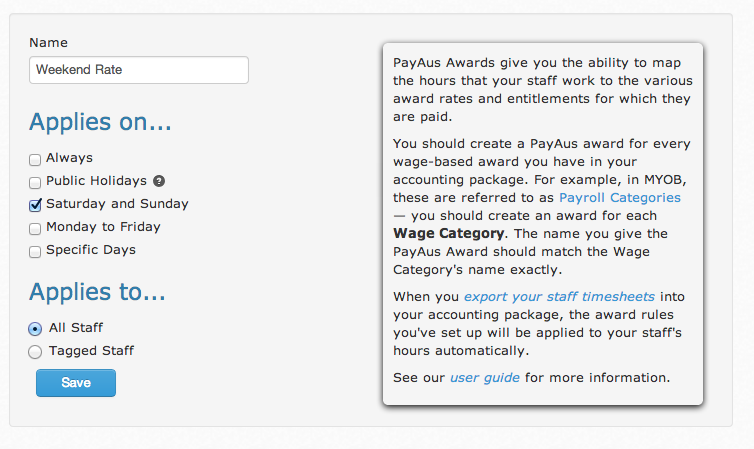 Name
Weekend Rate
Applies on...
Always
Public Holidays ?
Saturday and Sunday
Monday to Friday
Specific Days
Applies to...
All Staff
Tagged Staff
Save
PayAus Awards give you the ability to map
the hours that your staff work to the various
award rates and entitlements for which they
are paid.
You should create a PayAus award for every
wage-based award you have in your
accounting package. For example, in MYOB,
these are referred to as Payroll Categories
— you should create an award for each
Wage Category. The name you give the
PayAus Award should match the Wage
Category's name exactly.
When you export your staff timesheets into
your accounting package, the award rules
you've set up will be applied to your staff's
hours automatically.
See our user guide for more information.